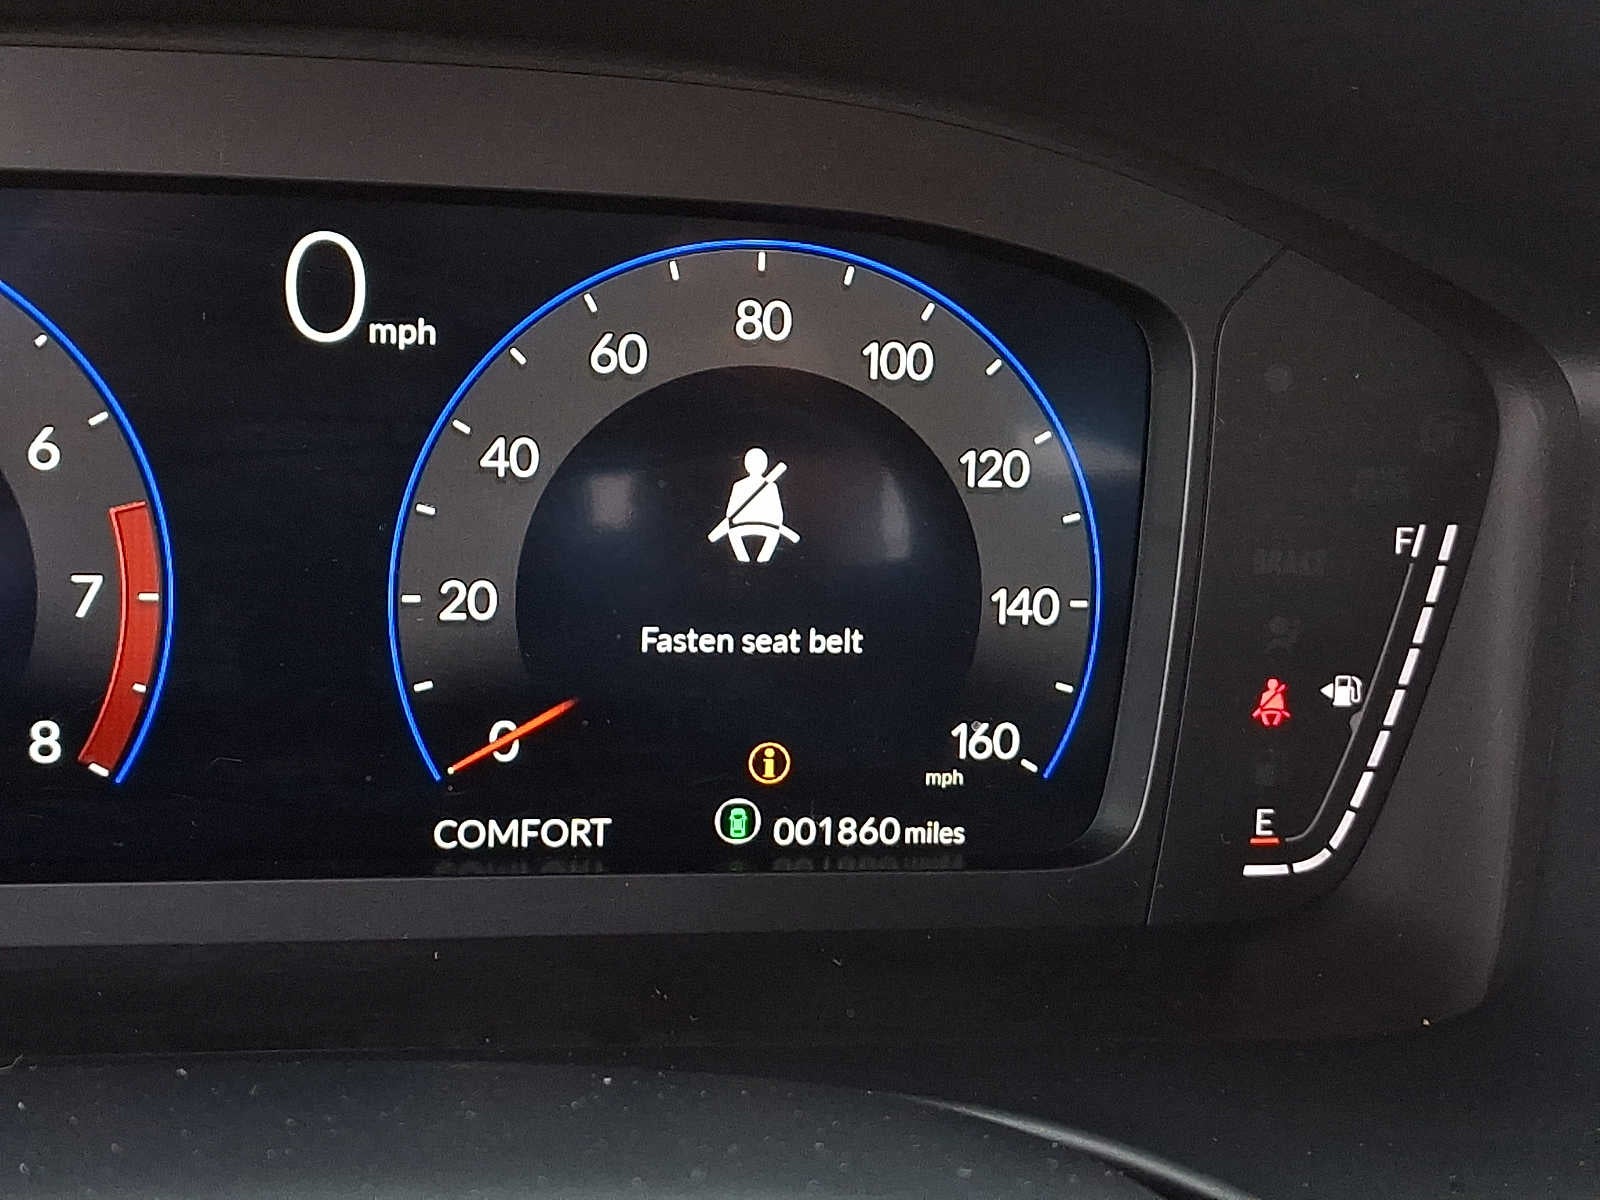 0 mph
6
7
8
0
20
40
60
80
100
120
140
160
mph
Fasten seat belt
i
COMFORT
001860 miles
F
E
BRAKE